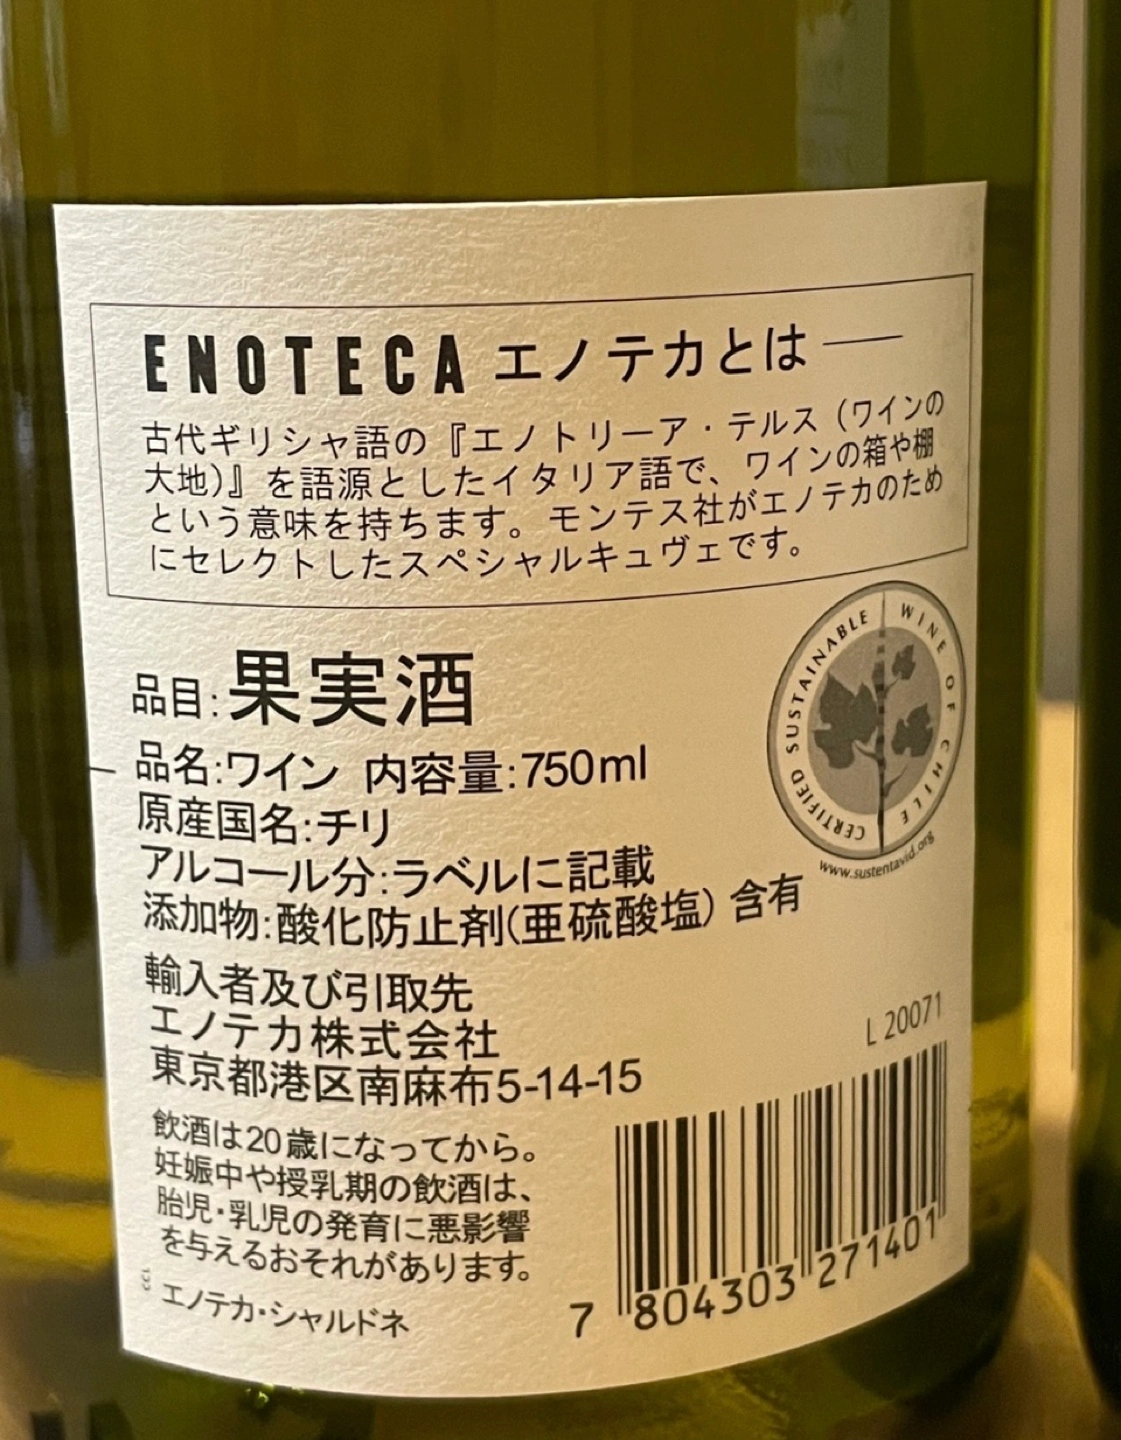 ENOTECA エノテカとは ――
古代ギリシャ語の『エノトリーア・テルス（ワインの
大地）』を語源としたイタリア語で、ワインの箱や棚
という意味を持ちます。モンテス社がエノテカのため
にセレクトしたスペシャルキュヴェです。
CERTIFIED SUSTAINABLE WINE OF CHILE
www.sustentavid.org
品目:果実酒
品名:ワイン 内容量:750ml
原産国名:チリ
アルコール分:ラベルに記載
添加物:酸化防止剤(亜硫酸塩) 含有
輸入者及び引取先
エノテカ株式会社
東京都港区南麻布5-14-15
L 20071
飲酒は20歳になってから。
妊娠中や授乳期の飲酒は、
胎児・乳児の発育に悪影響
を与えるおそれがあります。
エノテカ・シャルドネ
7 804303 271401